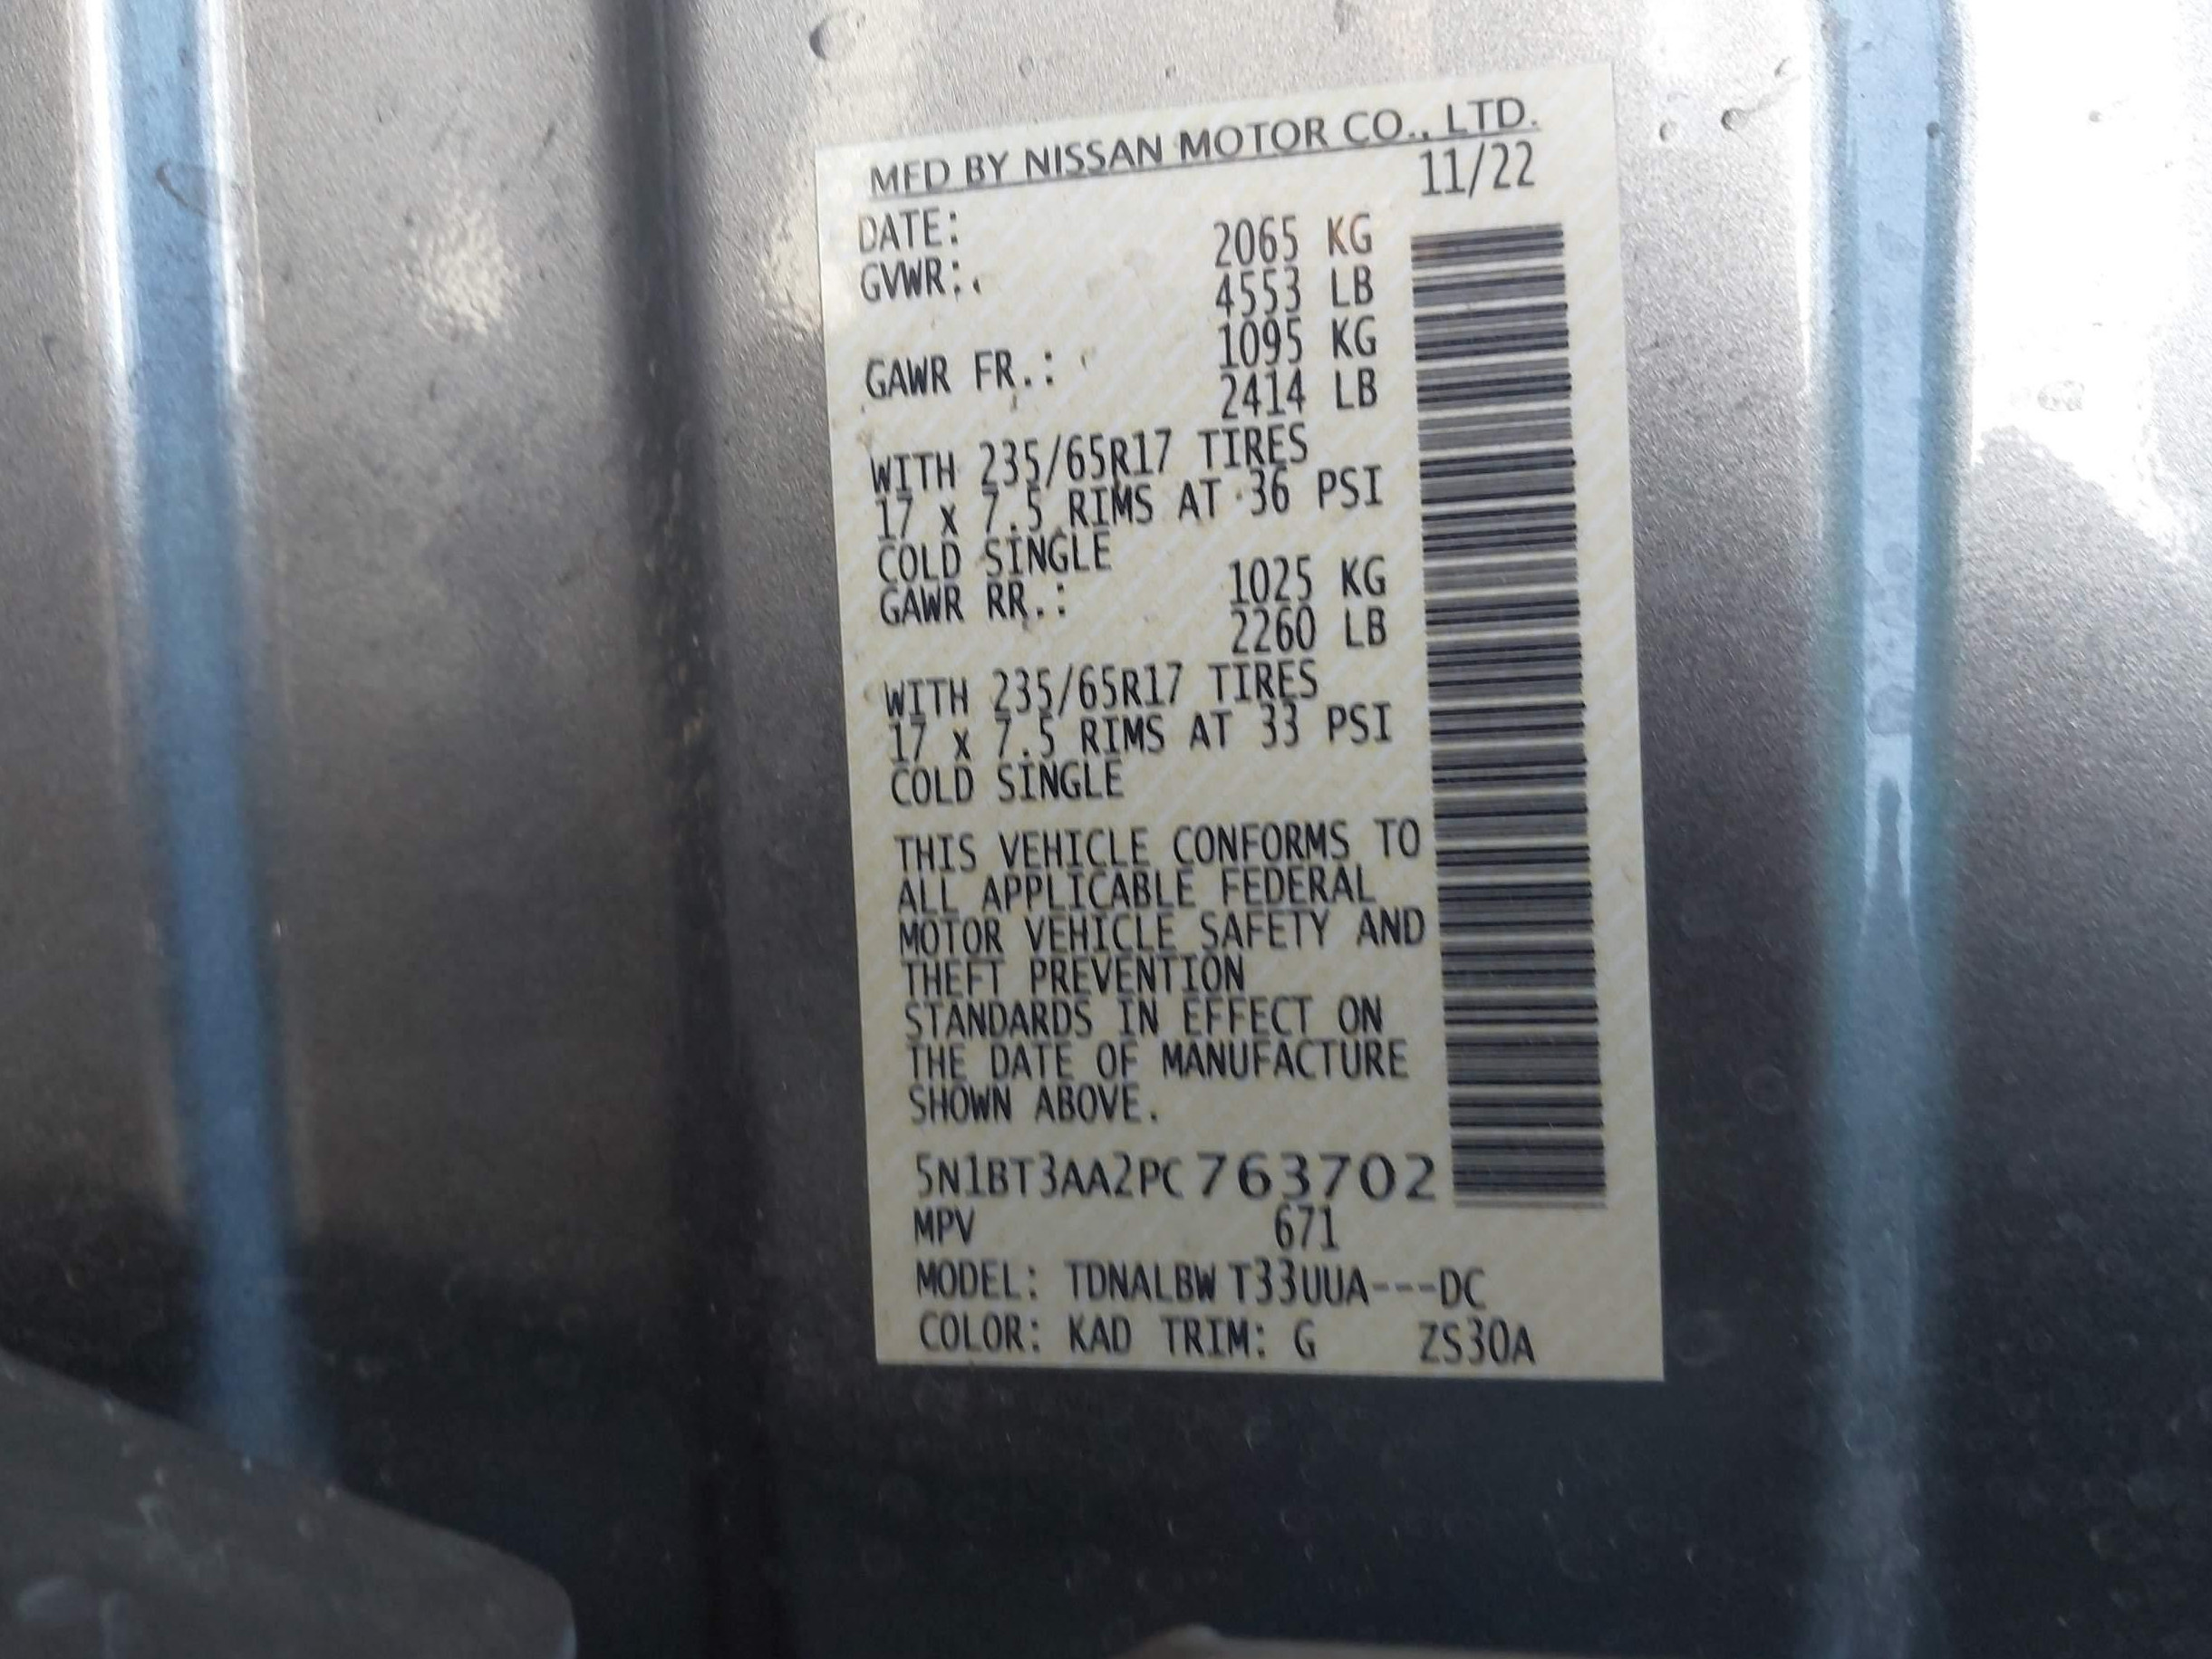 MFD BY NISSAN MOTOR CO., LTD.
DATE: 11/22
GVWR: 2065 KG
4553 LB
GAWR FR.: 1095 KG
2414 LB
WITH 235/65R17 TIRES
17 x 7.5 RIMS AT 36 PSI
COLD SINGLE
GAWR RR.: 1025 KG
2260 LB
WITH 235/65R17 TIRES
17 x 7.5 RIMS AT 33 PSI
COLD SINGLE
THIS VEHICLE CONFORMS TO
ALL APPLICABLE FEDERAL
MOTOR VEHICLE SAFETY AND
THEFT PREVENTION
STANDARDS IN EFFECT ON
THE DATE OF MANUFACTURE
SHOWN ABOVE.
5N1BT3AA2PC763702
MPV 671
MODEL: TDNALBW T33UUA---DC
COLOR: KAD TRIM: G ZS30A